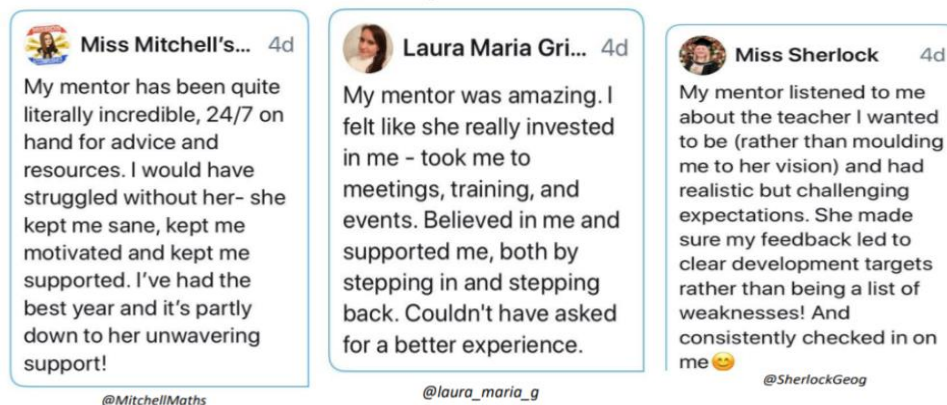 Miss Mitchell's... 4d
My mentor has been quite
literally incredible, 24/7 on
hand for advice and
resources. I would have
struggled without her- she
kept me sane, kept me
motivated and kept me
supported. I've had the
best year and it's partly
down to her unwavering
support!
@MitchellMaths
Laura Maria Gri... 4d
My mentor was amazing. I
felt like she really invested
in me - took me to
meetings, training, and
events. Believed in me and
supported me, both by
stepping in and stepping
back. Couldn't have asked
for a better experience.
@laura_maria_g
Miss Sherlock 4d
My mentor listened to me
about the teacher I wanted
to be (rather than moulding
me to her vision) and had
realistic but challenging
expectations. She made
sure my feedback led to
clear development targets
rather than being a list of
weaknesses! And
consistently checked in on
me😊
@SherlockGeog